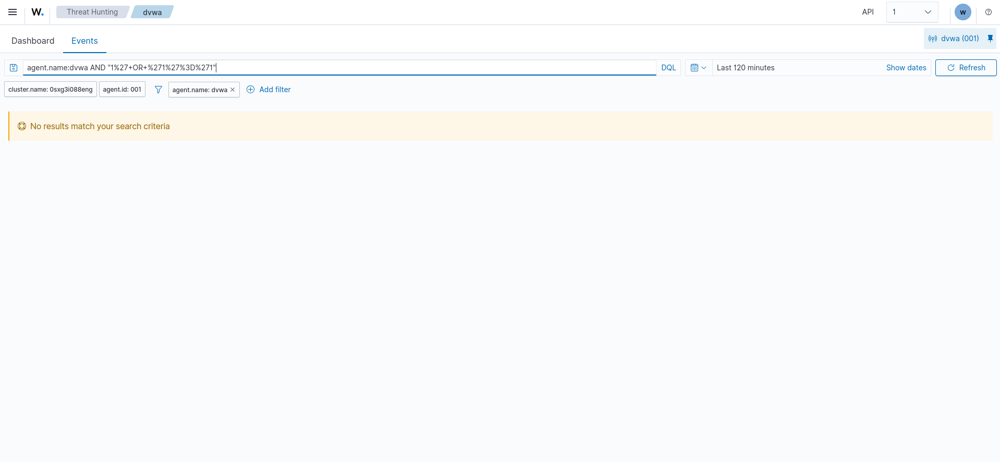 W. Threat Hunting dvwa API 1 w
Dashboard Events dvwa (001)
agent.name:dvwa AND "1%27+OR+%271%27%3D%271" DQL Last 120 minutes Show dates Refresh
cluster.name: 0sxg3i088eng agent.id: 001 agent.name: dvwa × Add filter
No results match your search criteria